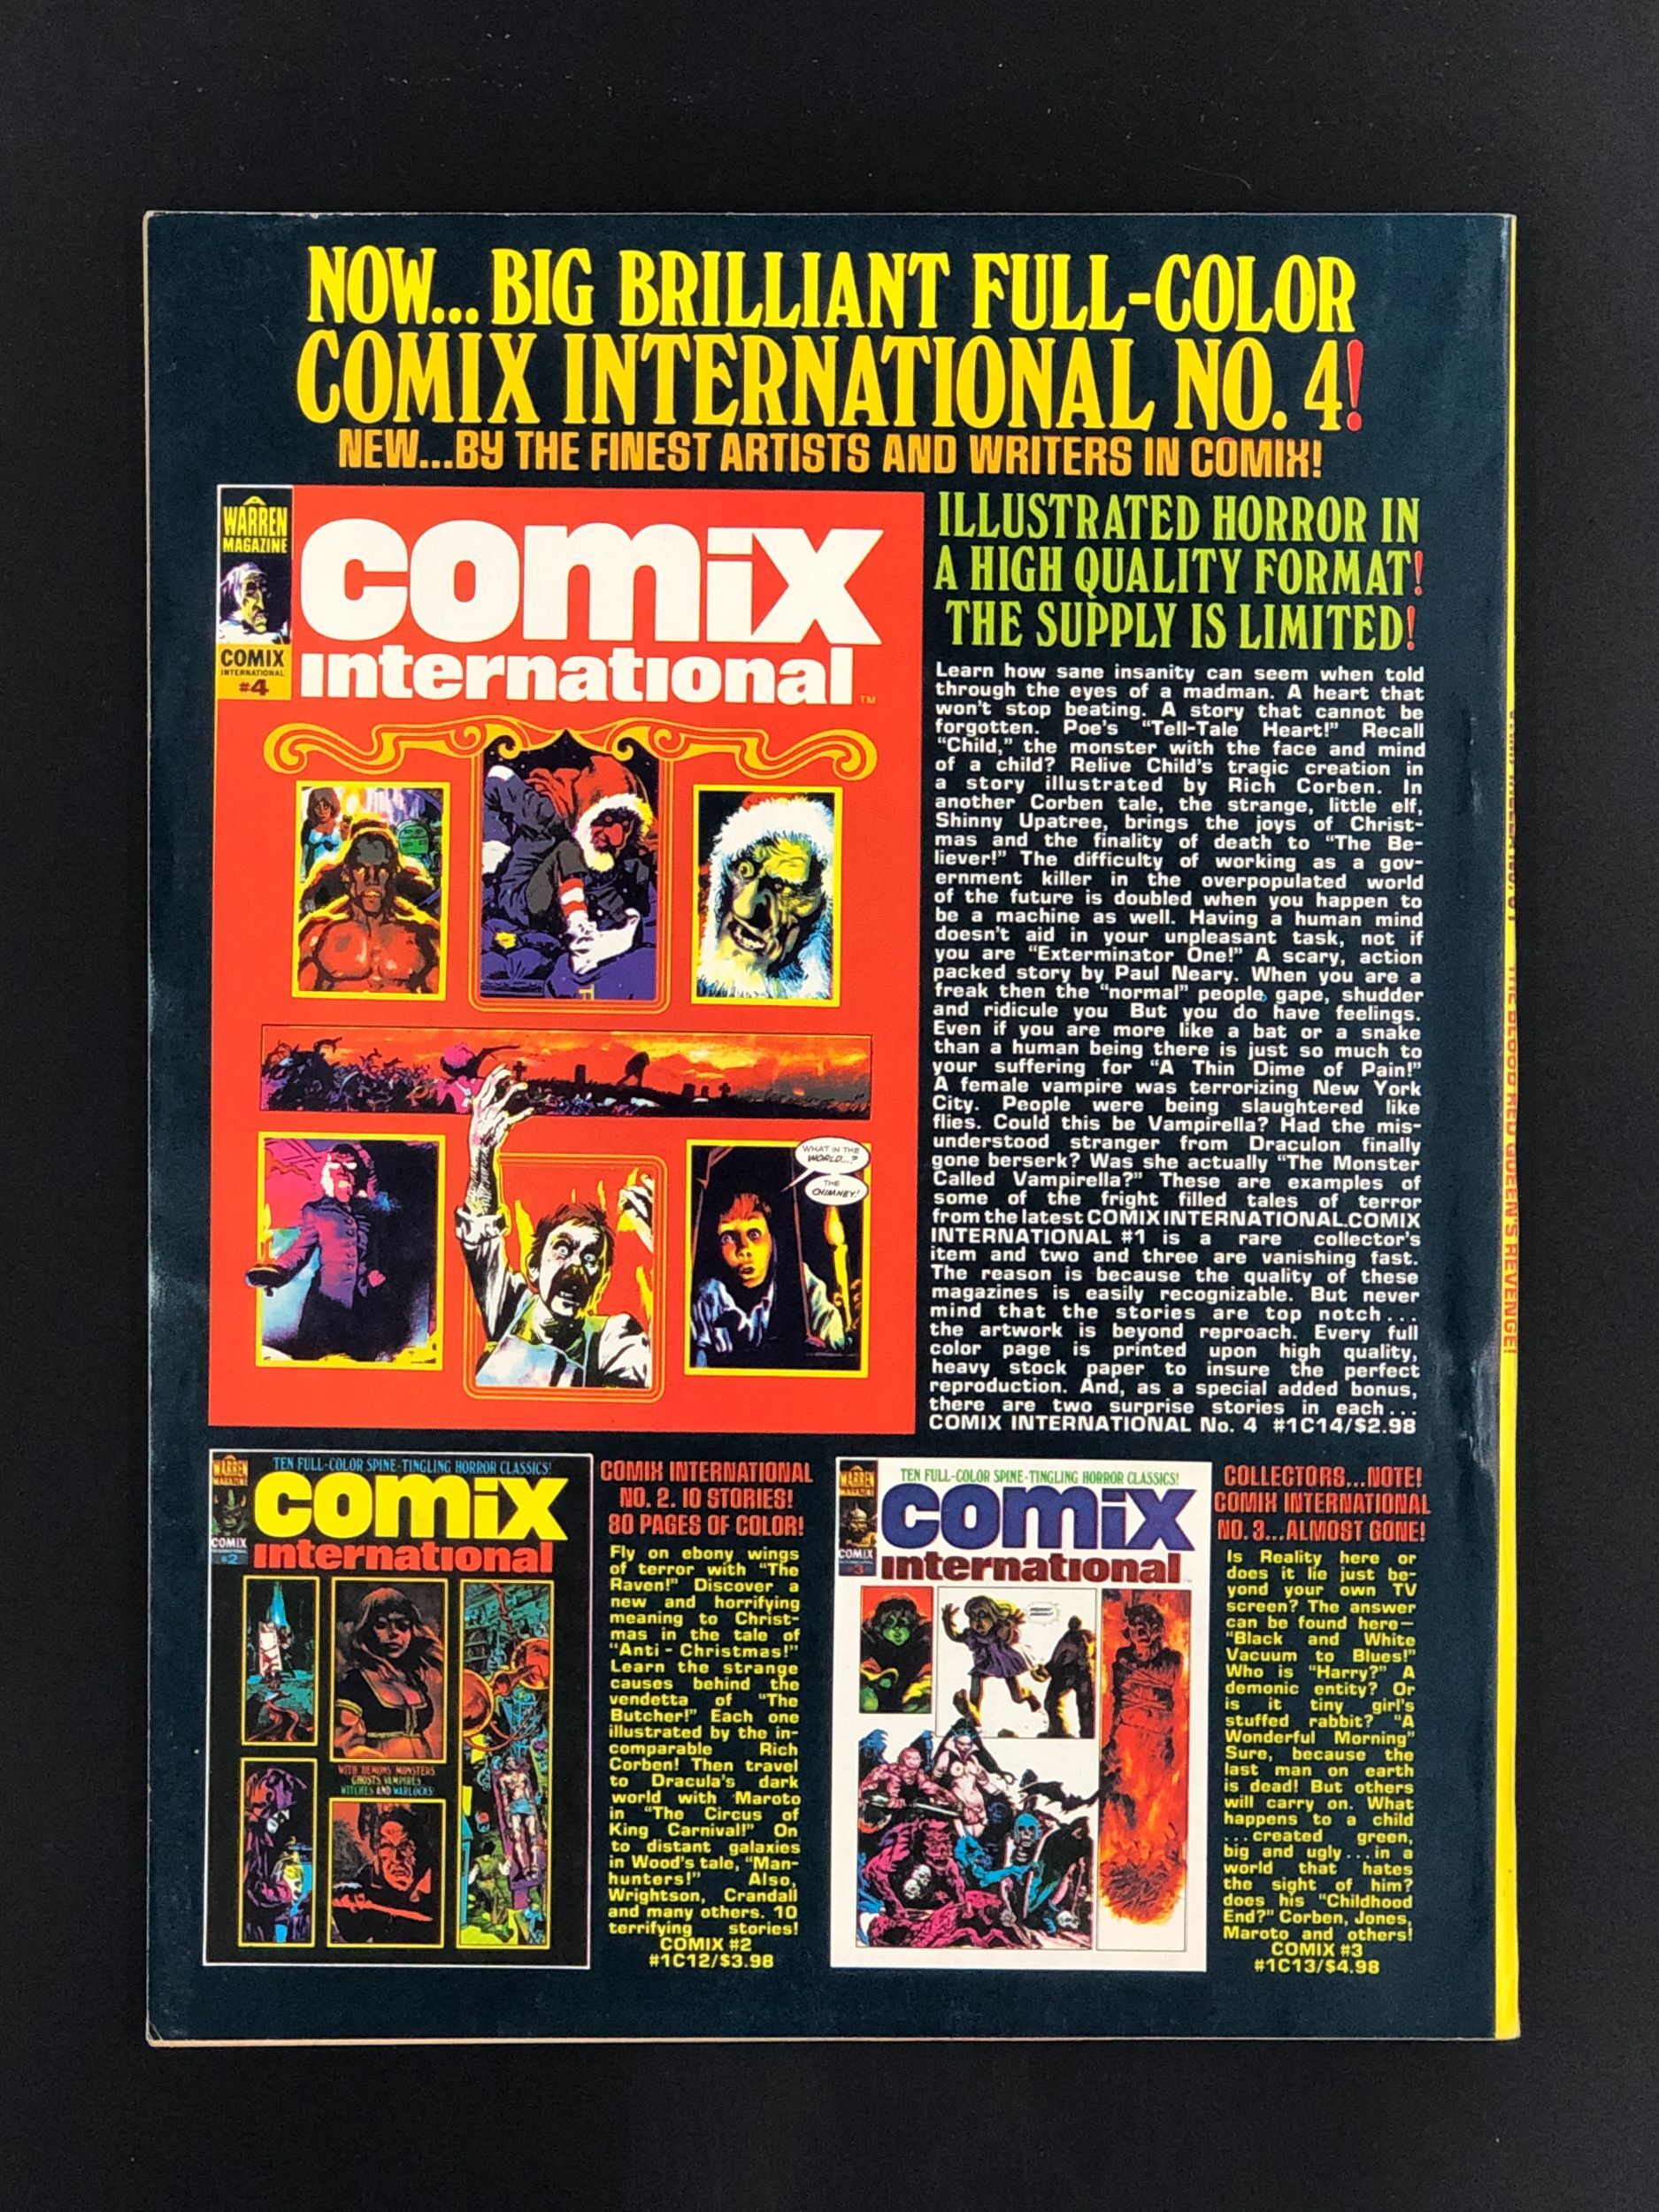 NOW... BIG BRILLIANT FULL-COLOR
COMIX INTERNATIONAL NO. 4!
NEW...BY THE FINEST ARTISTS AND WRITERS IN COMIX!
WARREN
MAGAZINE
COMIX
INTERNATIONAL
#4
comix
international
TM
WHAT IN THE
WORLD...?
THE
CHIMNEY!
ILLUSTRATED HORROR IN
A HIGH QUALITY FORMAT!
THE SUPPLY IS LIMITED!
Learn how sane insanity can seem when told
through the eyes of a madman. A heart that
won't stop beating. A story that cannot be
forgotten. Poe's "Tell-Tale Heart!" Recall
"Child," the monster with the face and mind
of a child? Relive Child's tragic creation in
a story illustrated by Rich Corben. In
another Corben tale, the strange, little elf,
Shinny Upatree, brings the joys of Christ-
mas and the finality of death to "The Be-
liever!" The difficulty of working as a gov-
ernment killer in the overpopulated world
of the future is doubled when you happen to
be a machine as well. Having a human mind
doesn't aid in your unpleasant task, not if
you are "Exterminator One!" A scary, action
packed story by Paul Neary. When you are a
freak then the "normal" people gape, shudder
and ridicule you But you do have feelings.
Even if you are more like a bat or a snake
than a human being there is just so much to
your suffering for "A Thin Dime of Pain!"
A female vampire was terrorizing New York
City. People were being slaughtered like
flies. Could this be Vampirella? Had the mis-
understood stranger from Draculon finally
gone berserk? Was she actually "The Monster
Called Vampirella?" These are examples of
some of the fright filled tales of terror
from the latest COMIX INTERNATIONAL.COMIX
INTERNATIONAL #1 is a rare collector's
item and two and three are vanishing fast.
The reason is because the quality of these
magazines is easily recognizable. But never
mind that the stories are top notch...
the artwork is beyond reproach. Every full
color page is printed upon high quality,
heavy stock paper to insure the perfect
reproduction. And, as a special added bonus,
there are two surprise stories in each...
COMIX INTERNATIONAL No. 4 #1C14/$2.98
THE BLOOD RED QUEEN'S REVENGE!
WARREN
MAGAZINE
COMIX
#2
TEN FULL-COLOR SPINE-TINGLING HORROR CLASSICS!
comix
international
WITH DEMONS MONSTERS
GHOSTS VAMPIRES
WITCHES AND WARLOCKS
COMIX INTERNATIONAL
NO. 2. 10 STORIES!
80 PAGES OF COLOR!
Fly on ebony wings
of terror with "The
Raven!" Discover a
new and horrifying
meaning to Christ-
mas in the tale of
"Anti - Christmas!"
Learn the strange
causes behind the
vendetta of "The
Butcher!" Each one
illustrated by the in-
comparable Rich
Corben! Then travel
to Dracula's dark
world with Maroto
in "The Circus of
King Carnival!" On
to distant galaxies
in Wood's tale, "Man-
hunters!" Also,
Wrightson, Crandall
and many others. 10
terrifying stories!
COMIX #2
#1C12/$3.98
WARREN
MAGAZINE
COMIX
#3
TEN FULL-COLOR SPINE-TINGLING HORROR CLASSICS!
comix
international
COLLECTORS...NOTE!
COMIX INTERNATIONAL
NO. 3...ALMOST GONE!
Is Reality here or
does it lie just be-
yond your own TV
screen? The answer
can be found here—
"Black and White
Vacuum to Blues!"
Who is "Harry?" A
demonic entity? Or
is it tiny girl's
stuffed rabbit? "A
Wonderful Morning"
Sure, because the
last man on earth
is dead! But others
will carry on. What
happens to a child
...created green,
big and ugly...in a
world that hates
the sight of him?
does his "Childhood
End?" Corben, Jones,
Maroto and others!
COMIX #3
#1C13/$4.98